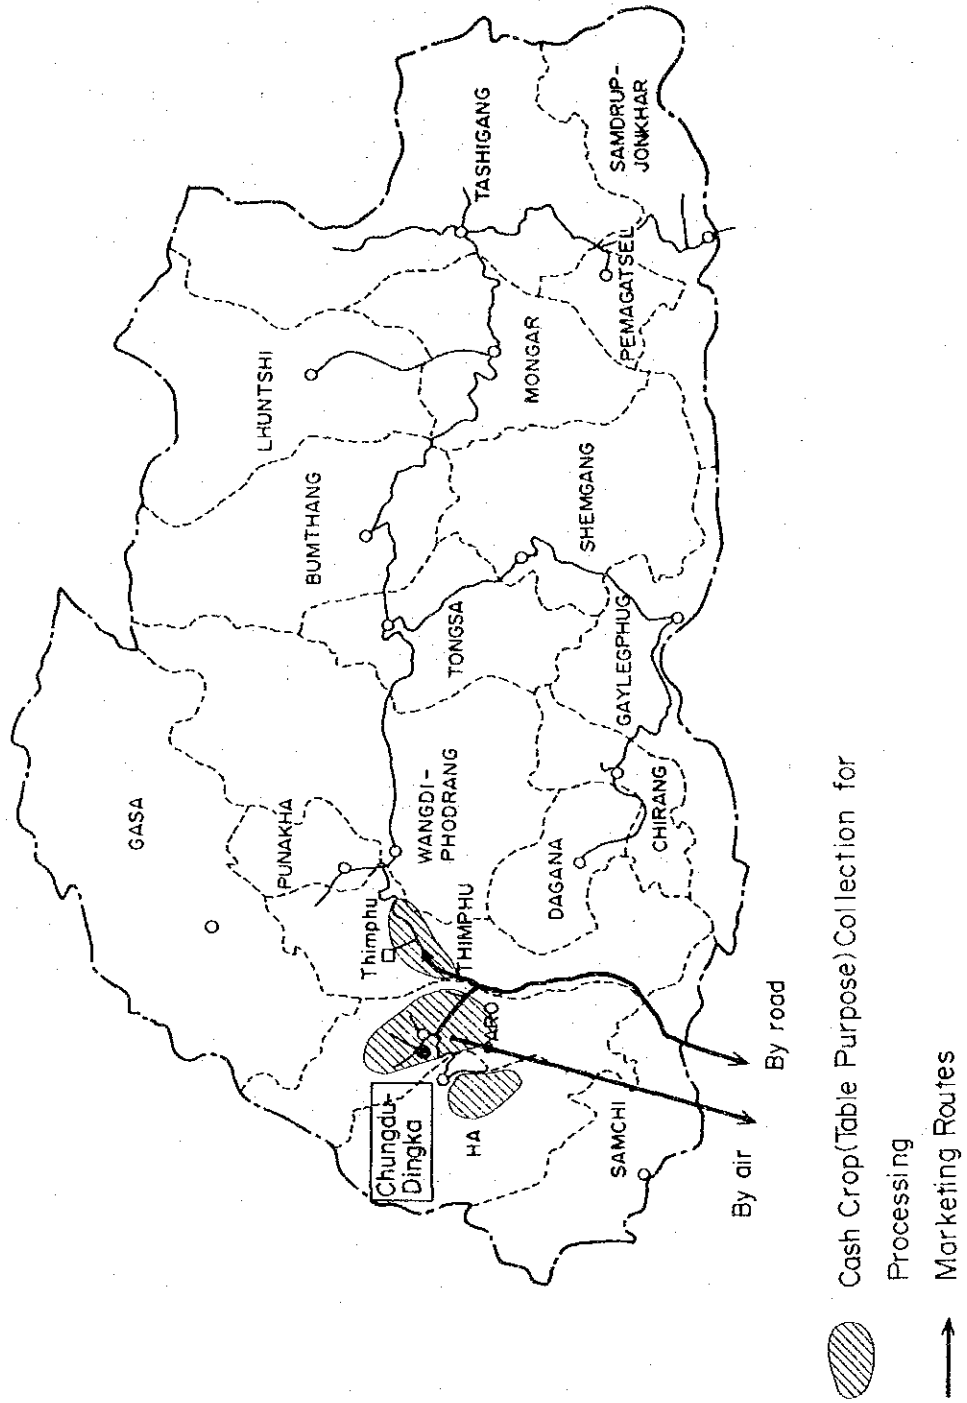 GASA
LHUNTSHI
PUNAKHA
BUMTHANG
Thimphu
Chungdu-
Dingka
WANGDI-
PHODRANG
TONGSA
THIMPHU
HA
TASHIGANG
PARO
MONGAR
DAGANA
SHEMGANG
SAMCHI
GAYLEGPHUG
PEMAGATSEL
SAMDRUP-
JONKHAR
CHIRANG
By air
By road
Cash Crop(Table Purpose) Collection for
Processing
Marketing Routes